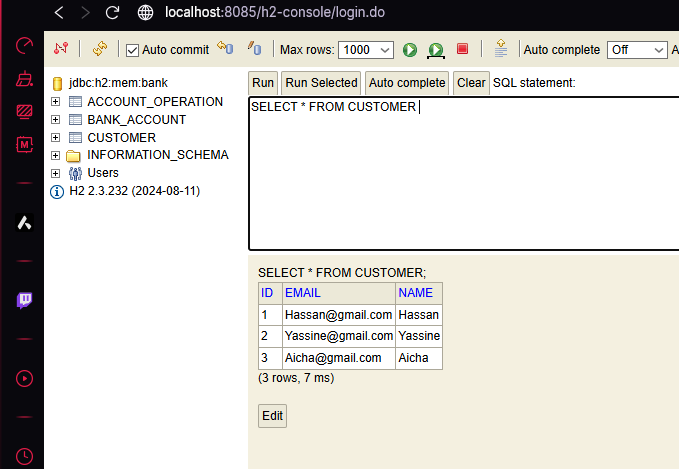 localhost:8085/h2-console/login.do
Auto commit Max rows: 1000 Auto complete Off A
jdbc:h2:mem:bank
ACCOUNT_OPERATION
BANK_ACCOUNT
CUSTOMER
INFORMATION_SCHEMA
Users
H2 2.3.232 (2024-08-11)
Run Run Selected Auto complete Clear SQL statement:
SELECT * FROM CUSTOMER
SELECT * FROM CUSTOMER;
ID EMAIL NAME
1 Hassan@gmail.com Hassan
2 Yassine@gmail.com Yassine
3 Aicha@gmail.com Aicha
(3 rows, 7 ms)
Edit